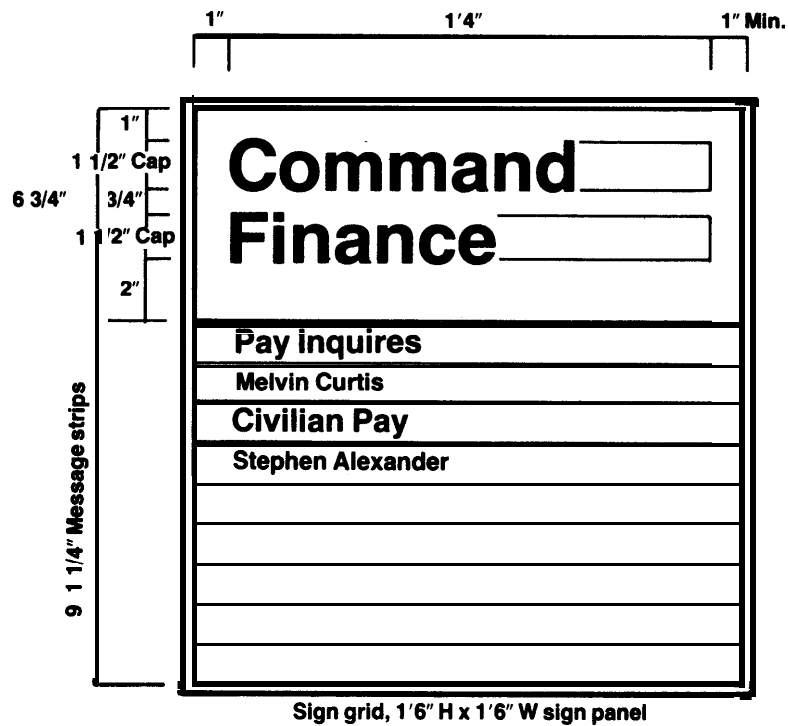 1" 1'4" 1" Min.
1"
1 1/2" Cap
6 3/4" 3/4"
1 1/2" Cap
2"
Command
Finance
Pay Inquires
Melvin Curtis
Civilian Pay
Stephen Alexander
9 1 1/4" Message strips
Sign grid, 1'6" H x 1'6" W sign panel